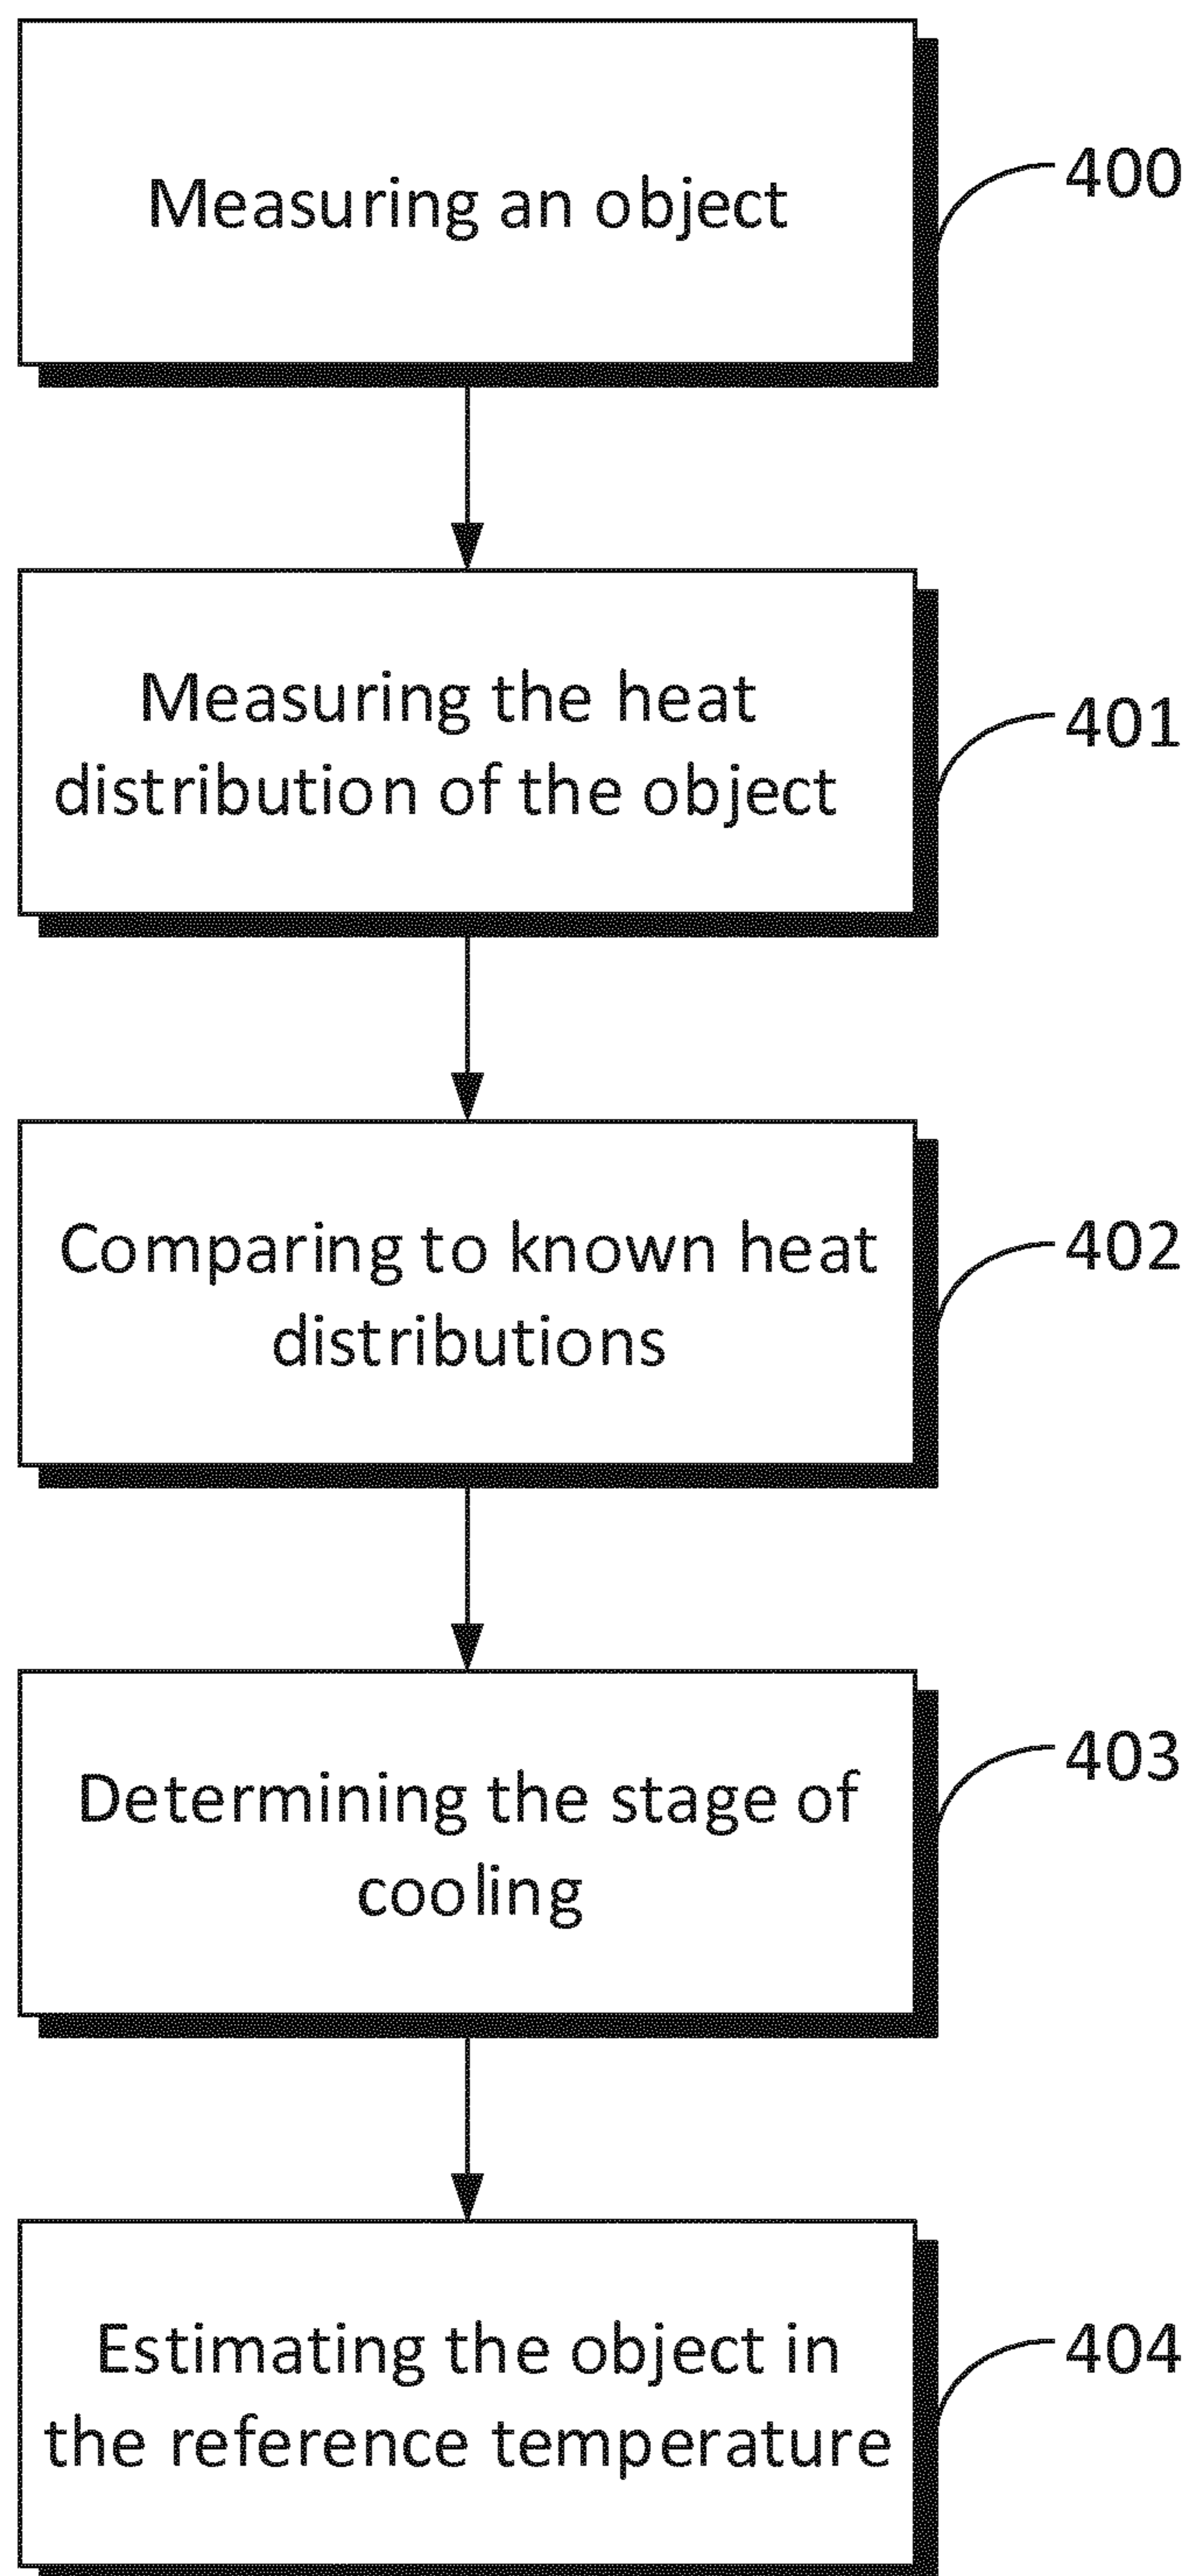 Measuring an object
400
Measuring the heat
distribution of the object
401
Comparing to known heat
distributions
402
Determining the stage of
cooling
403
Estimating the object in
the reference temperature
404